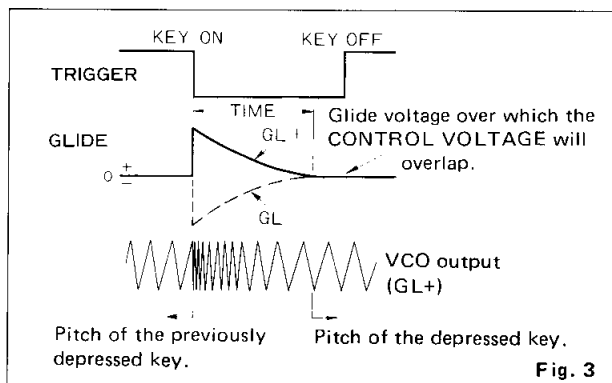 KEY ON KEY OFF
TRIGGER
TIME
Glide voltage over which the
CONTROL VOLTAGE will
overlap.
GL +
GLIDE
+
0
−
GL
VCO output
(GL+)
Pitch of the previously
depressed key.
Pitch of the depressed key.
Fig. 3